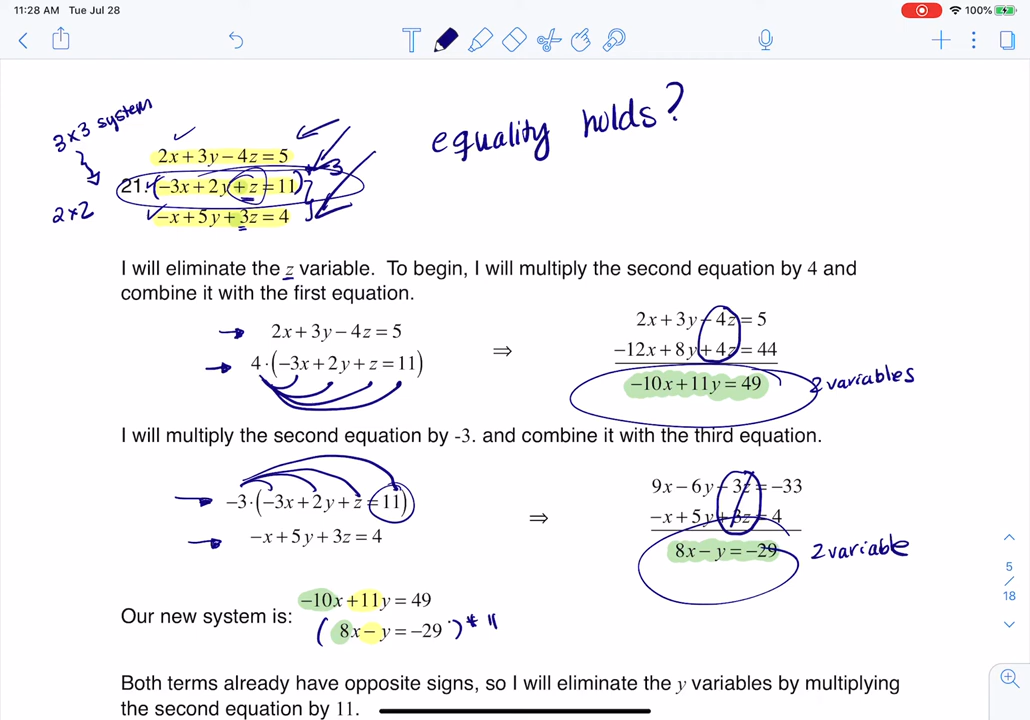 11:28 AM Tue Jul 28
100%
equality holds?
3×3 system
2×2
2x + 3y − 4z = 5
21. (−3x + 2y + z = 11) -3
−x + 5y + 3z = 4
I will eliminate the z variable. To begin, I will multiply the second equation by 4 and
combine it with the first equation.
2x + 3y − 4z = 5
4·(−3x + 2y + z = 11)
⇒
2x + 3y − 4z = 5
−12x + 8y + 4z = 44
−10x + 11y = 49
2 variables
I will multiply the second equation by -3. and combine it with the third equation.
−3·(−3x + 2y + z = 11)
−x + 5y + 3z = 4
⇒
9x − 6y − 3z = −33
−x + 5y + 3z = 4
8x − y = −29
2 variable
Our new system is:
−10x + 11y = 49
( 8x − y = −29 ) * 11
Both terms already have opposite signs, so I will eliminate the y variables by multiplying
the second equation by 11.
5
/
18